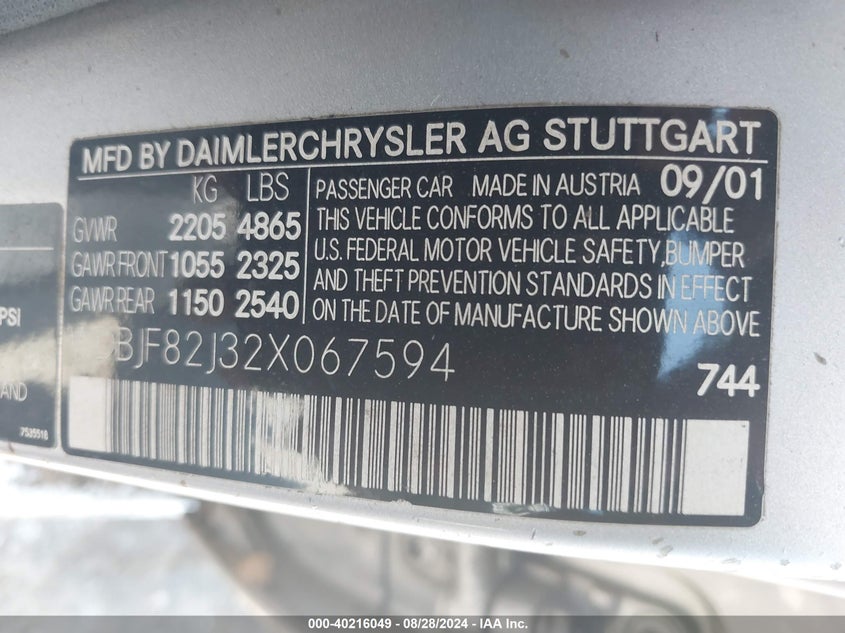 MFD BY DAIMLERCHRYSLER AG STUTTGART
KG LBS
GVWR 2205 4865
GAWR FRONT 1055 2325
GAWR REAR 1150 2540
PASSENGER CAR MADE IN AUSTRIA 09/01
THIS VEHICLE CONFORMS TO ALL APPLICABLE
U.S. FEDERAL MOTOR VEHICLE SAFETY, BUMPER
AND THEFT PREVENTION STANDARDS IN EFFECT
ON THE DATE OF MANUFACTURE SHOWN ABOVE
BJF82J32X067594
744
PSI
AND
7535518
000-40216049 | 08/28/2024 - IAA Inc.